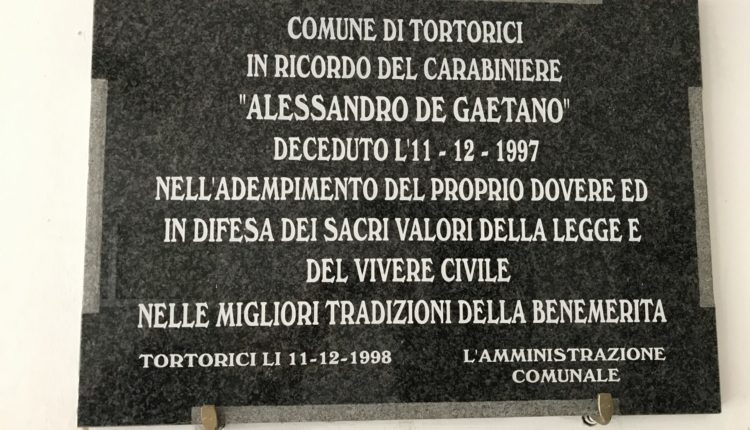 COMUNE DI TORTORICI
IN RICORDO DEL CARABINIERE
"ALESSANDRO DE GAETANO"
DECEDUTO L'11 - 12 - 1997
NELL'ADEMPIMENTO DEL PROPRIO DOVERE ED
IN DIFESA DEI SACRI VALORI DELLA LEGGE E
DEL VIVERE CIVILE
NELLE MIGLIORI TRADIZIONI DELLA BENEMERITA
TORTORICI LI 11-12-1998
L'AMMINISTRAZIONE
COMUNALE